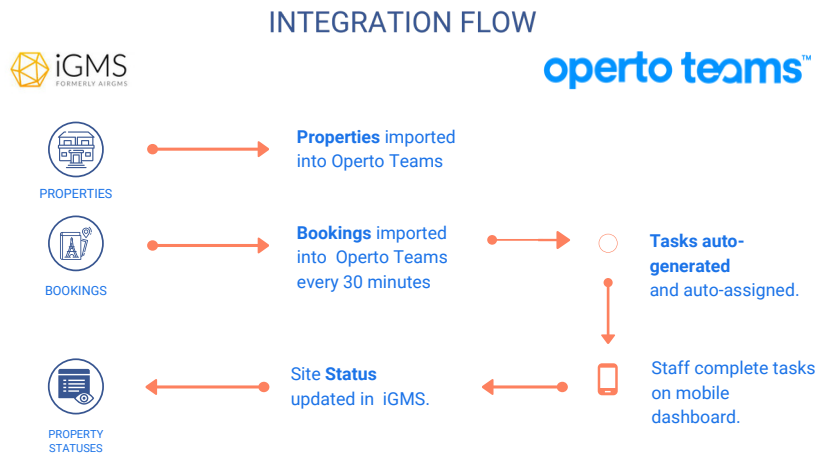 INTEGRATION FLOW
iGMS
FORMERLY AIRGMS
operto teams™
PROPERTIES
Properties imported
into Operto Teams
BOOKINGS
Bookings imported
into Operto Teams
every 30 minutes
Tasks auto-
generated
and auto-assigned.
PROPERTY
STATUSES
Site Status
updated in iGMS.
Staff complete tasks
on mobile
dashboard.